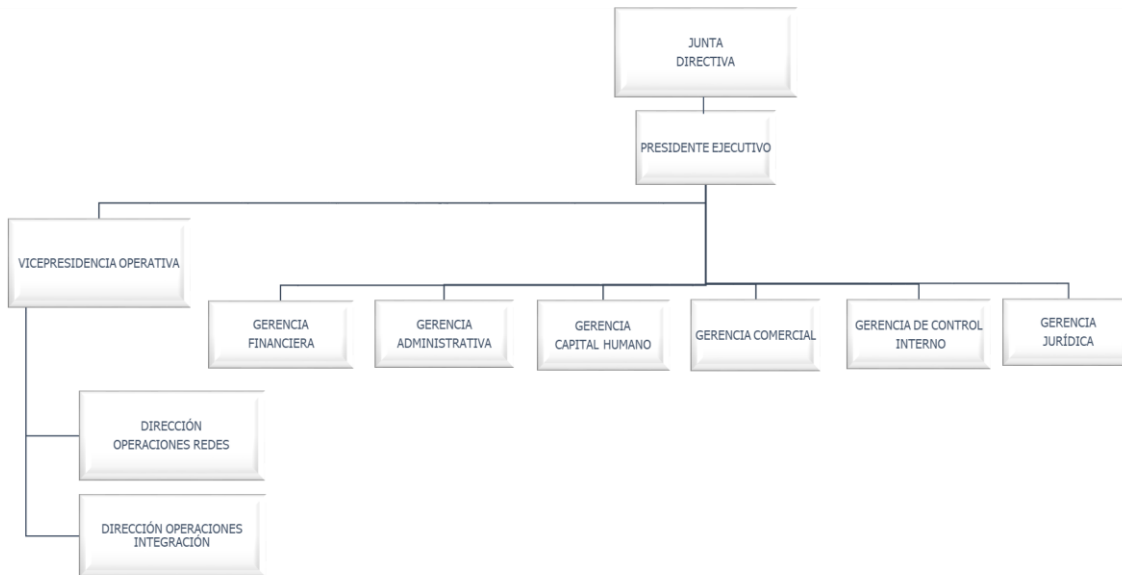 JUNTA
DIRECTIVA
PRESIDENTE EJECUTIVO
VICEPRESIDENCIA OPERATIVA
GERENCIA
FINANCIERA
GERENCIA
ADMINISTRATIVA
GERENCIA
CAPITAL HUMANO
GERENCIA COMERCIAL
GERENCIA DE CONTROL
INTERNO
GERENCIA
JURÍDICA
DIRECCIÓN
OPERACIONES REDES
DIRECCIÓN OPERACIONES
INTEGRACIÓN